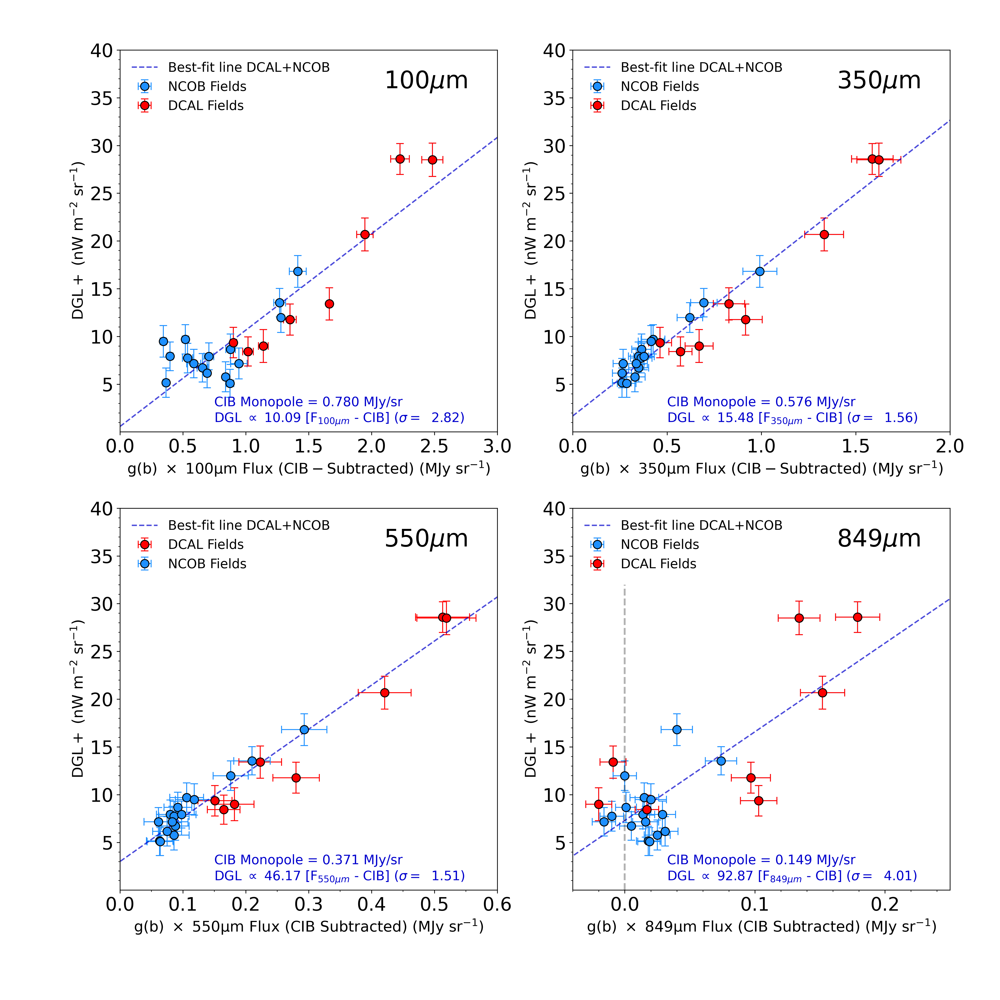 40
35
30
25
20
15
10
5
DGL+ (nW m⁻² sr⁻¹)
Best-fit line DCAL+NCOB
NCOB Fields
DCAL Fields
100μm
CIB Monopole = 0.780 MJy/sr
DGL ∝ 10.09 [F₁₀₀μm - CIB] (σ = 2.82)
0.0 0.5 1.0 1.5 2.0 2.5 3.0
g(b) × 100μm Flux (CIB−Subtracted) (MJy sr⁻¹)
40
35
30
25
20
15
10
5
DGL+ (nW m⁻² sr⁻¹)
Best-fit line DCAL+NCOB
NCOB Fields
DCAL Fields
350μm
CIB Monopole = 0.576 MJy/sr
DGL ∝ 15.48 [F₃₅₀μm - CIB] (σ = 1.56)
0.0 0.5 1.0 1.5 2.0
g(b) × 350μm Flux (CIB−Subtracted) (MJy sr⁻¹)
40
35
30
25
20
15
10
5
DGL+ (nW m⁻² sr⁻¹)
Best-fit line DCAL+NCOB
DCAL Fields
NCOB Fields
550μm
CIB Monopole = 0.371 MJy/sr
DGL ∝ 46.17 [F₅₅₀μm - CIB] (σ = 1.51)
0.0 0.1 0.2 0.3 0.4 0.5 0.6
g(b) × 550μm Flux (CIB Subtracted) (MJy sr⁻¹)
40
35
30
25
20
15
10
5
DGL+ (nW m⁻² sr⁻¹)
Best-fit line DCAL+NCOB
NCOB Fields
DCAL Fields
849μm
CIB Monopole = 0.149 MJy/sr
DGL ∝ 92.87 [F₈₄₉μm - CIB] (σ = 4.01)
0.0 0.1 0.2
g(b) × 849μm Flux (CIB Subtracted) (MJy sr⁻¹)